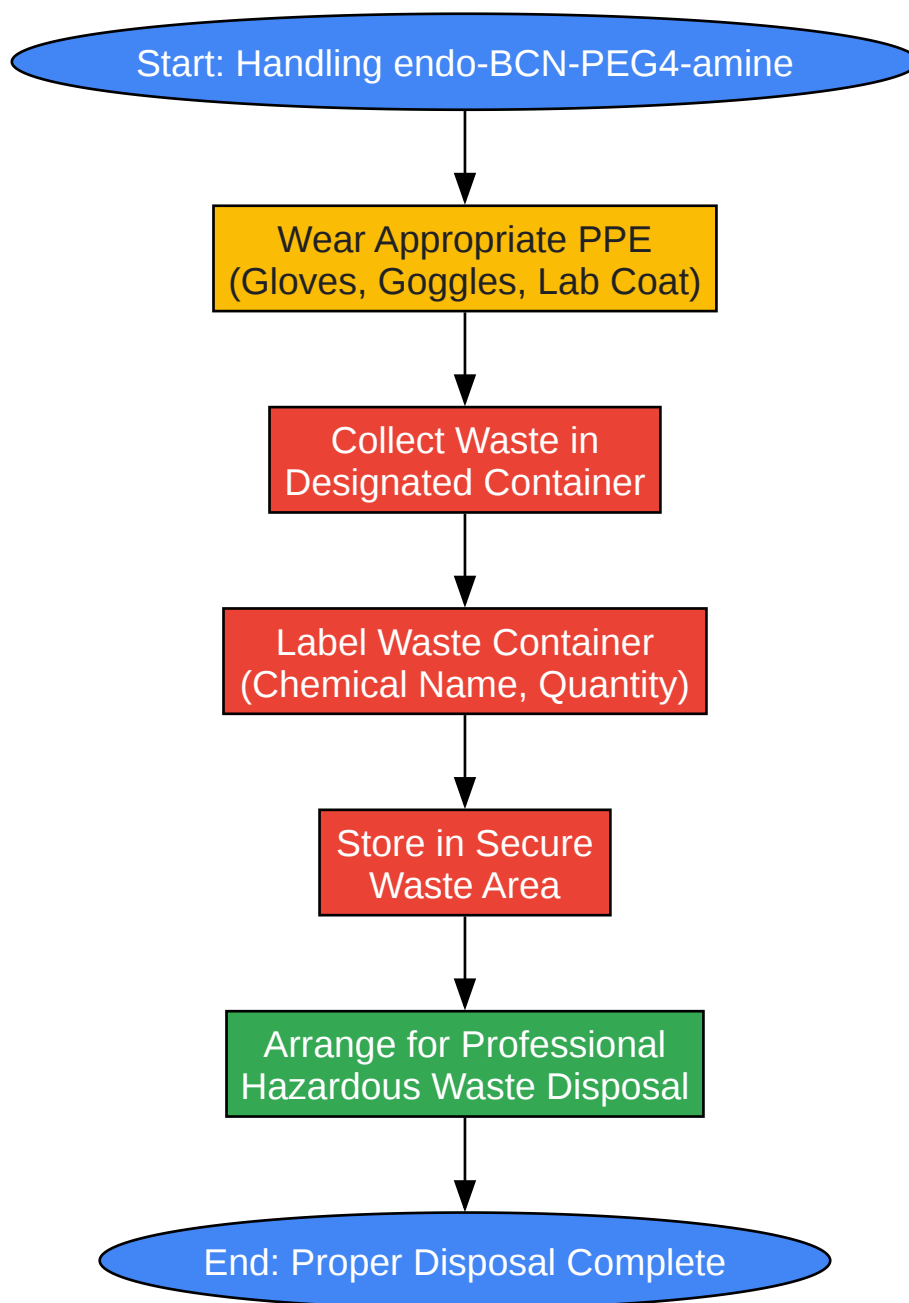 Start: Handling endo-BCN-PEG4-amine
Wear Appropriate PPE
(Gloves, Goggles, Lab Coat)
Collect Waste in
Designated Container
Label Waste Container
(Chemical Name, Quantity)
Store in Secure
Waste Area
Arrange for Professional
Hazardous Waste Disposal
End: Proper Disposal Complete